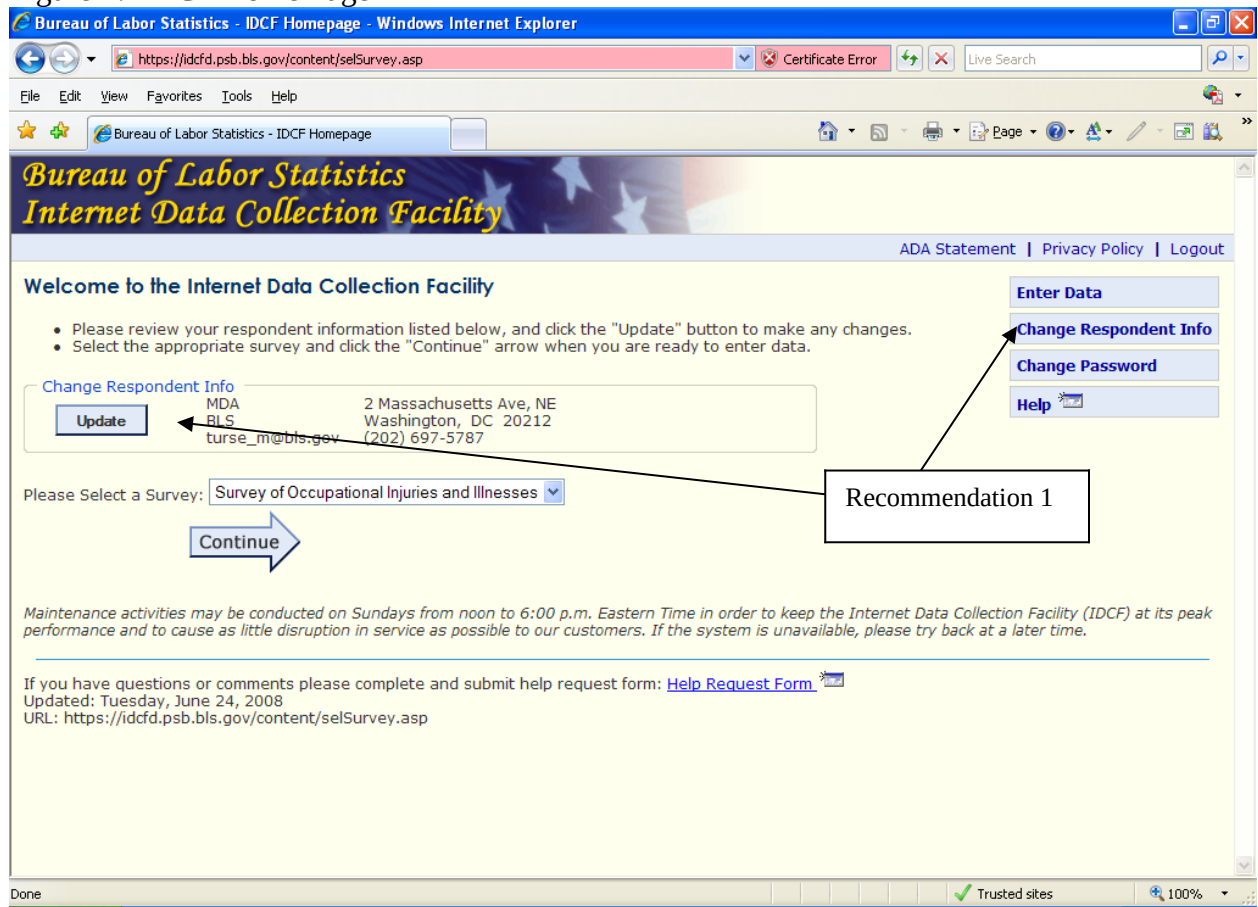 Bureau of Labor Statistics - IDCF Homepage - Windows Internet Explorer
https://idcfd.psb.bls.gov/content/selSurvey.asp
Certificate Error
Live Search
File Edit View Favorites Tools Help
Bureau of Labor Statistics - IDCF Homepage
Page
Bureau of Labor Statistics
Internet Data Collection Facility
ADA Statement | Privacy Policy | Logout
Welcome to the Internet Data Collection Facility
• Please review your respondent information listed below, and click the "Update" button to make any changes.
• Select the appropriate survey and click the "Continue" arrow when you are ready to enter data.
Enter Data
Change Respondent Info
Change Password
Help
Change Respondent Info
Update
MDA 2 Massachusetts Ave, NE
BLS Washington, DC 20212
turse_m@bls.gov (202) 697-5787
Recommendation 1
Please Select a Survey: Survey of Occupational Injuries and Illnesses
Continue
Maintenance activities may be conducted on Sundays from noon to 6:00 p.m. Eastern Time in order to keep the Internet Data Collection Facility (IDCF) at its peak
performance and to cause as little disruption in service as possible to our customers. If the system is unavailable, please try back at a later time.
If you have questions or comments please complete and submit help request form: Help Request Form
Updated: Tuesday, June 24, 2008
URL: https://idcfd.psb.bls.gov/content/selSurvey.asp
Done
Trusted sites
100%